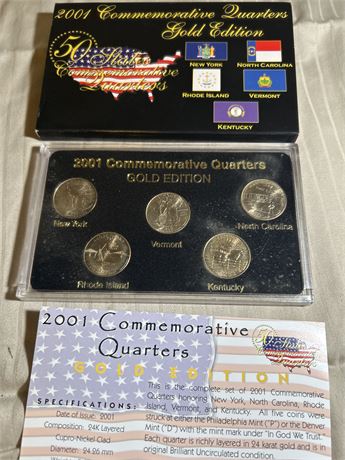 2001 Commemorative Quarters
Gold Edition
50 States
Commemorative
Quarters
NEW YORK
NORTH CAROLINA
RHODE ISLAND
VERMONT
KENTUCKY
2001 Commemorative Quarters
GOLD EDITION
New York
Vermont
North Carolina
Rhode Island
Kentucky
2001 Commemorative
Quarters
GOLD EDITION
SPECIFICATIONS:
Date of Issue: 2001
Composition: 24K Layered
Cupro-Nickel Clad
Diameter: 24.26 mm
This is the complete set of 2001 Commemorative
Quarters honoring New York, North Carolina, Rhode
Island, Vermont, and Kentucky. All five coins were
struck at either the Philadelphia Mint ("P") or the Denver
Mint ("D") with the mint mark under "In God We Trust".
Each quarter is richly layered in 24 karat gold and is in
original Brilliant Uncirculated condition.